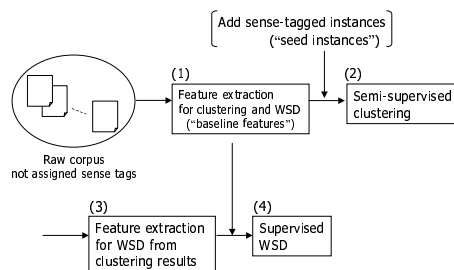 Add sense-tagged instances
(“seed instances”)
(1)
(2)
Feature extraction
for clustering and WSD
(“baseline features”)
Semi-supervised
clustering
Raw corpus
not assigned sense tags
(3)
(4)
Feature extraction
for WSD from
clustering results
Supervised
WSD